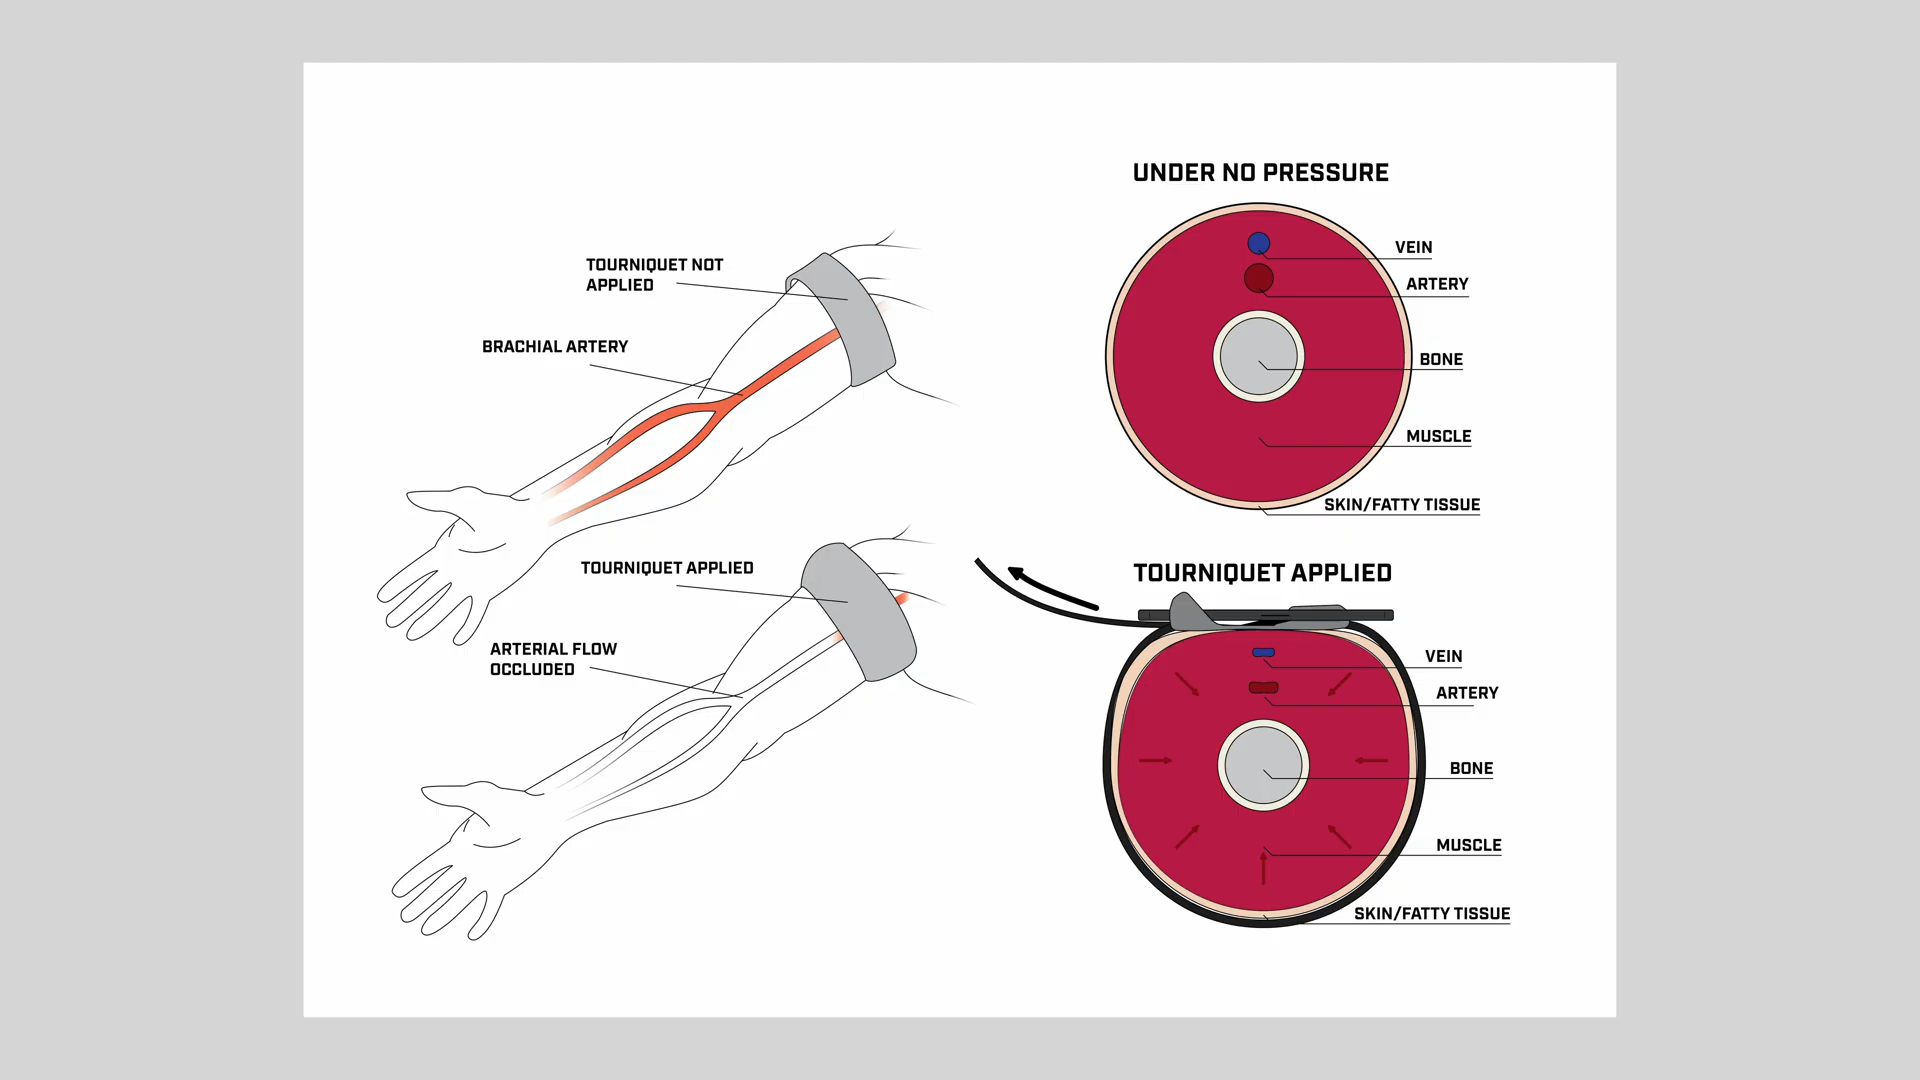 TOURNIQUET NOT
APPLIED
BRACHIAL ARTERY
TOURNIQUET APPLIED
ARTERIAL FLOW
OCCLUDED
UNDER NO PRESSURE
VEIN
ARTERY
BONE
MUSCLE
SKIN/FATTY TISSUE
TOURNIQUET APPLIED
VEIN
ARTERY
BONE
MUSCLE
SKIN/FATTY TISSUE